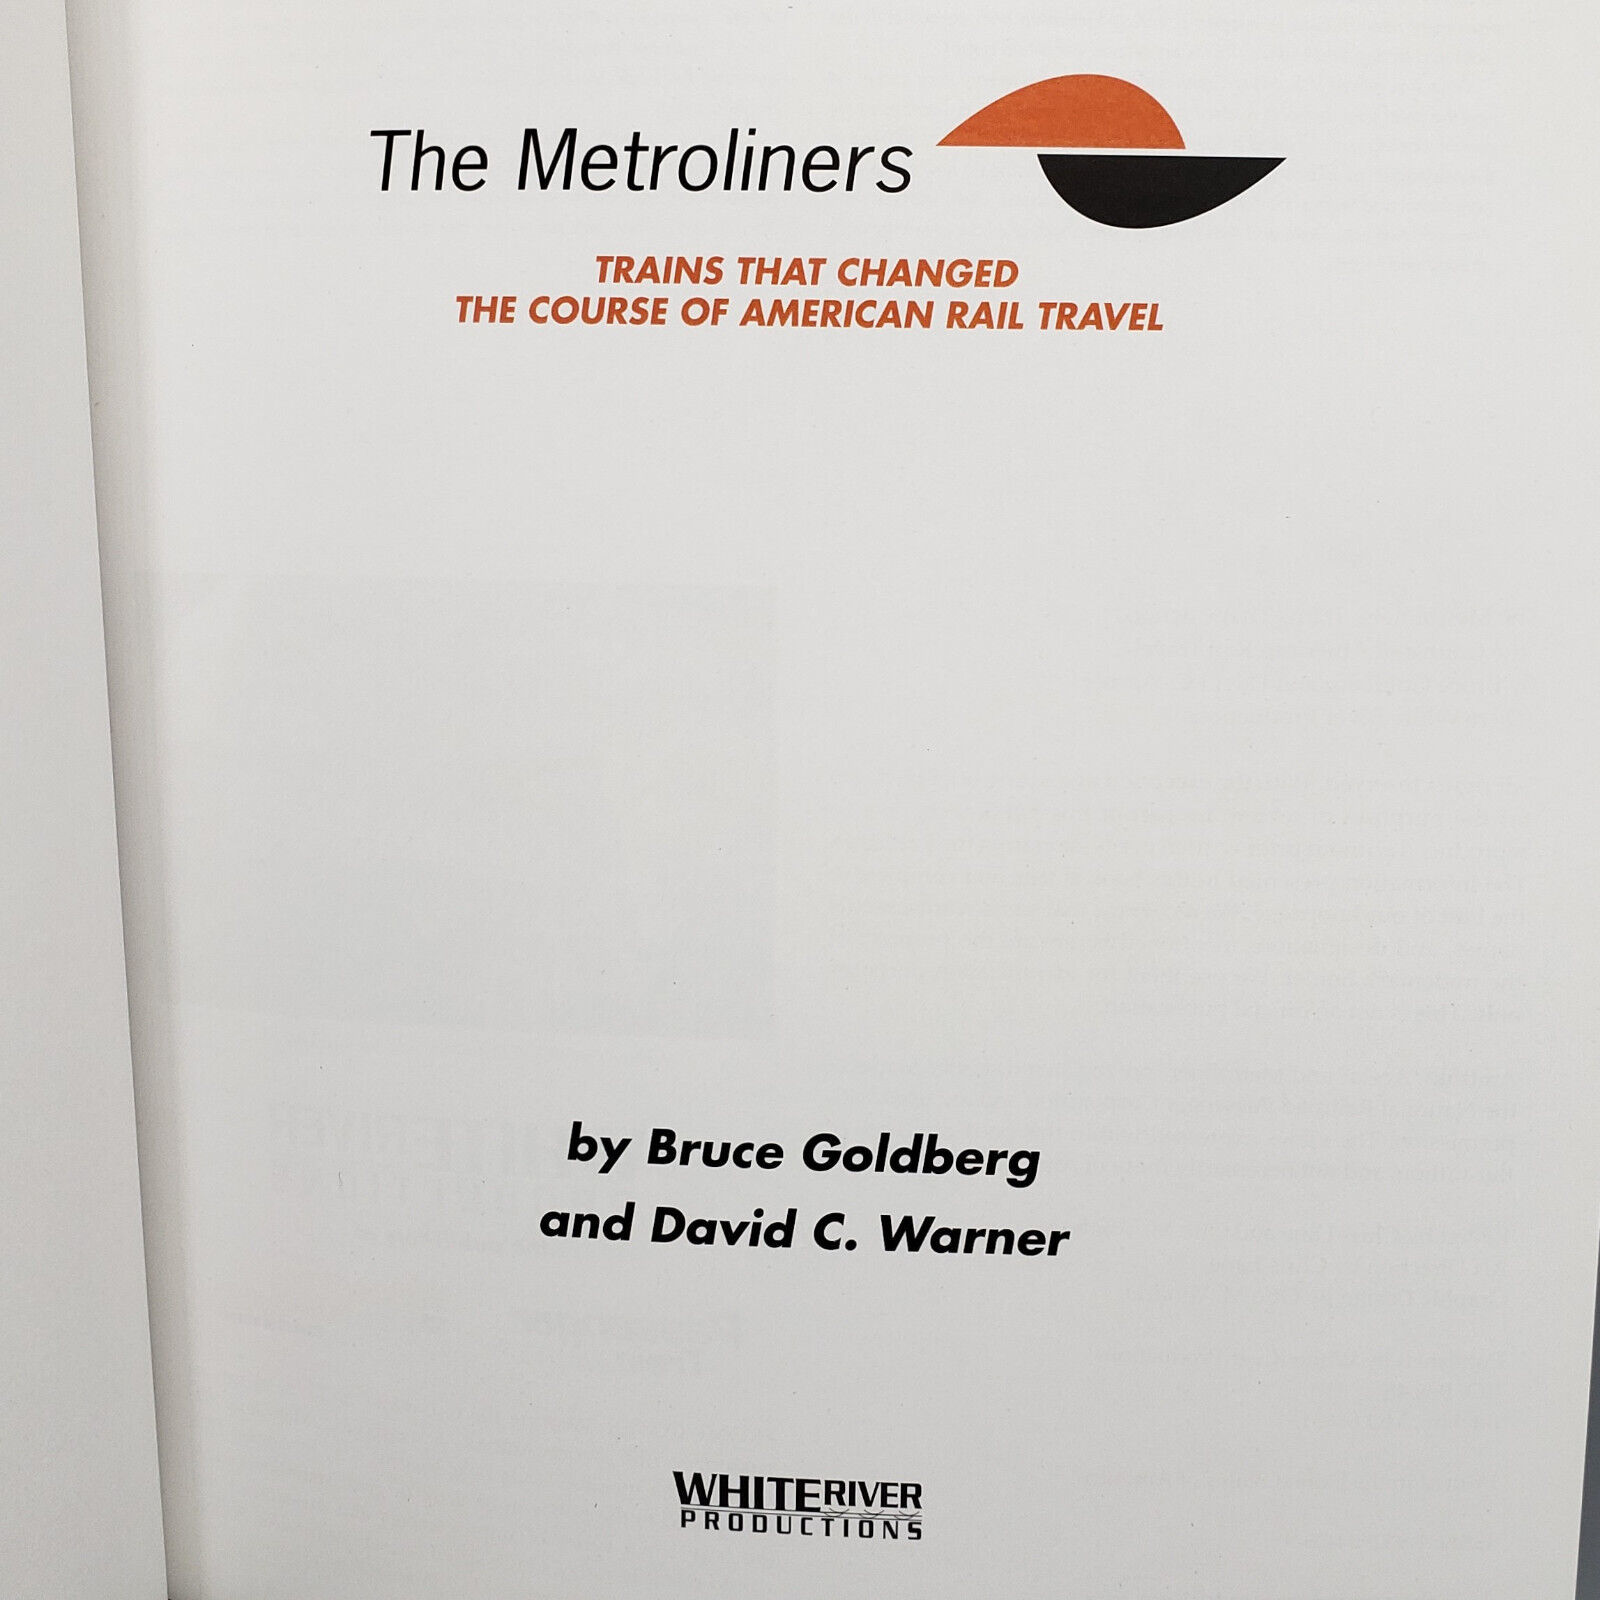 The Metroliners
TRAINS THAT CHANGED
THE COURSE OF AMERICAN RAIL TRAVEL
by Bruce Goldberg
and David C. Warner
WHITERIVER
PRODUCTIONS